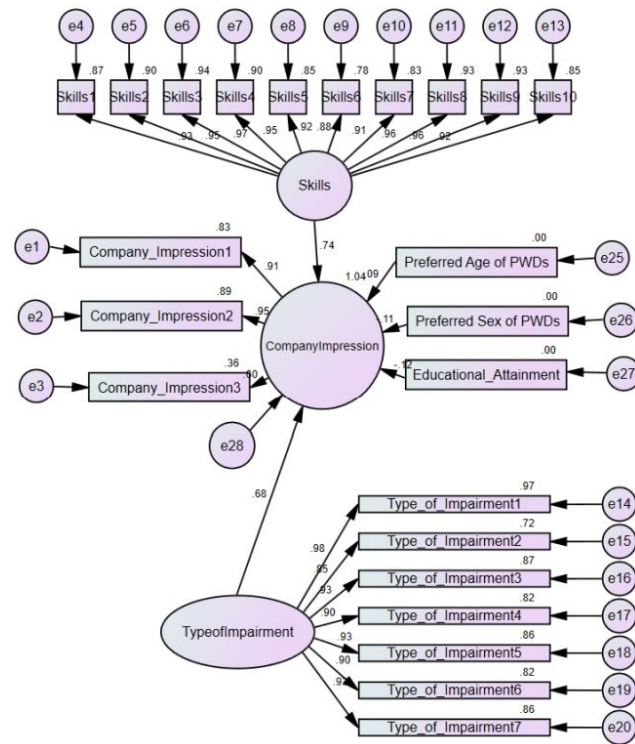 e4 e5 e6 e7 e8 e9 e10 e11 e12 e13
.87 .90 .94 .90 .85 .78 .83 .93 .93 .85
Skills1 Skills2 Skills3 Skills4 Skills5 Skills6 Skills7 Skills8 Skills9 Skills10
.93 .95 .97 .95 .92 .88 .91 .96 .96 .92
Skills
.74
e1
.83
Company_Impression1
.91
e2
.89
Company_Impression2
.95
e3
.36
Company_Impression3
.60
1.04
CompanyImpression
e28
.00
Preferred Age of PWDs
e25
.09
.00
Preferred Sex of PWDs
e26
.11
.00
Educational_Attainment
e27
-.12
.68
TypeofImpairment
.97
Type_of_Impairment1
e14
.98
.72
Type_of_Impairment2
e15
.85
.87
Type_of_Impairment3
e16
.93
.82
Type_of_Impairment4
e17
.90
.86
Type_of_Impairment5
e18
.93
.82
Type_of_Impairment6
e19
.90
.86
Type_of_Impairment7
e20